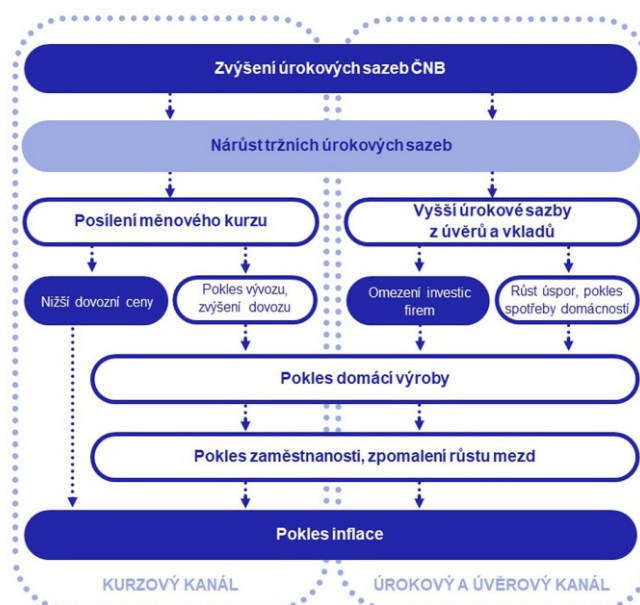 Zvýšení úrokových sazeb ČNB
Nárůst tržních úrokových sazeb
Posílení měnového kurzu
Vyšší úrokové sazby
z úvěrů a vkladů
Nižší dovozní ceny
Pokles vývozu,
zvýšení dovozu
Omezení investic
firem
Růst úspor, pokles
spotřeby domácností
Pokles domácí výroby
Pokles zaměstnanosti, zpomalení růstu mezd
Pokles inflace
KURZOVÝ KANÁL
ÚROKOVÝ A ÚVĚROVÝ KANÁL